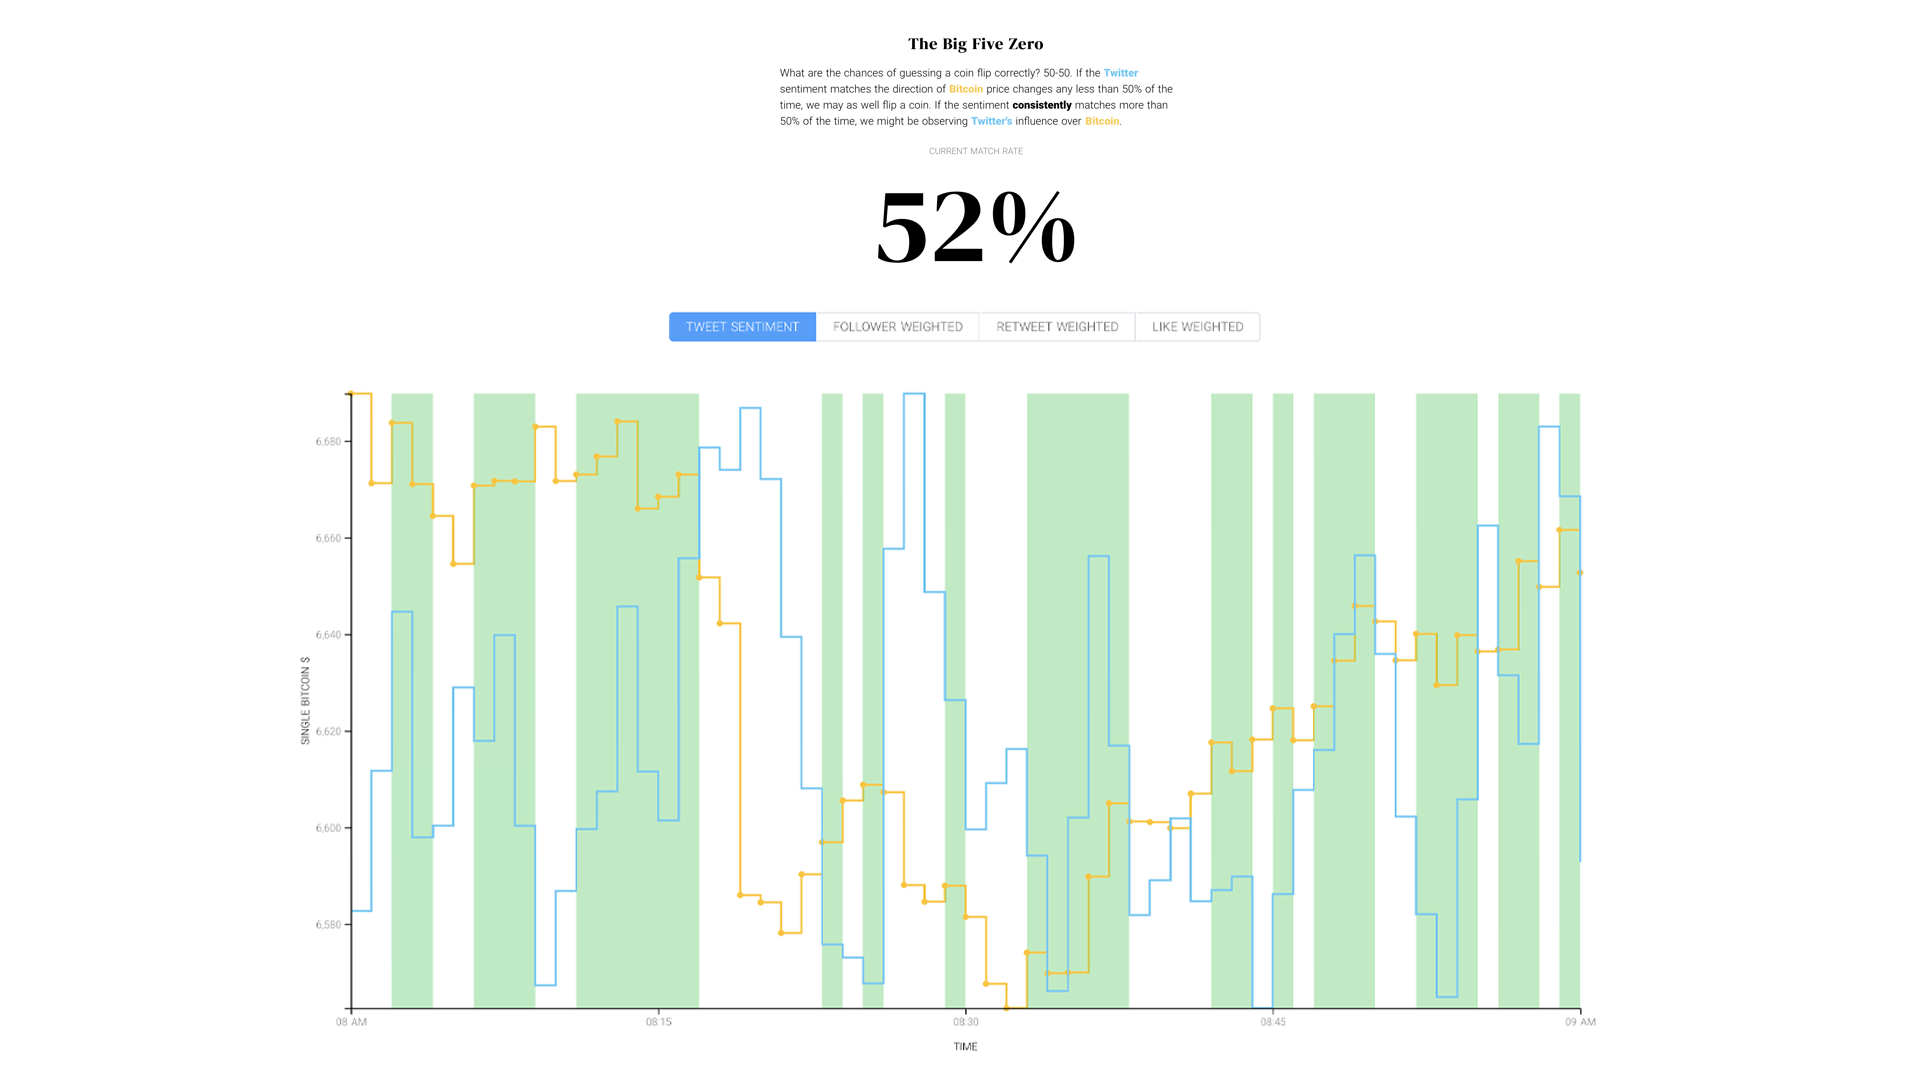 The Big Five Zero
What are the chances of guessing a coin flip correctly? 50-50. If the Twitter
sentiment matches the direction of Bitcoin price changes any less than 50% of the
time, we may as well flip a coin. If the sentiment consistently matches more than
50% of the time, we might be observing Twitter's influence over Bitcoin.
CURRENT MATCH RATE
52%
TWEET SENTIMENT FOLLOWER WEIGHTED RETWEET WEIGHTED LIKE WEIGHTED
SINGLE BITCOIN $
6,680
6,660
6,640
6,620
6,600
6,580
08 AM 08:15 08:30 08:45 09 AM
TIME